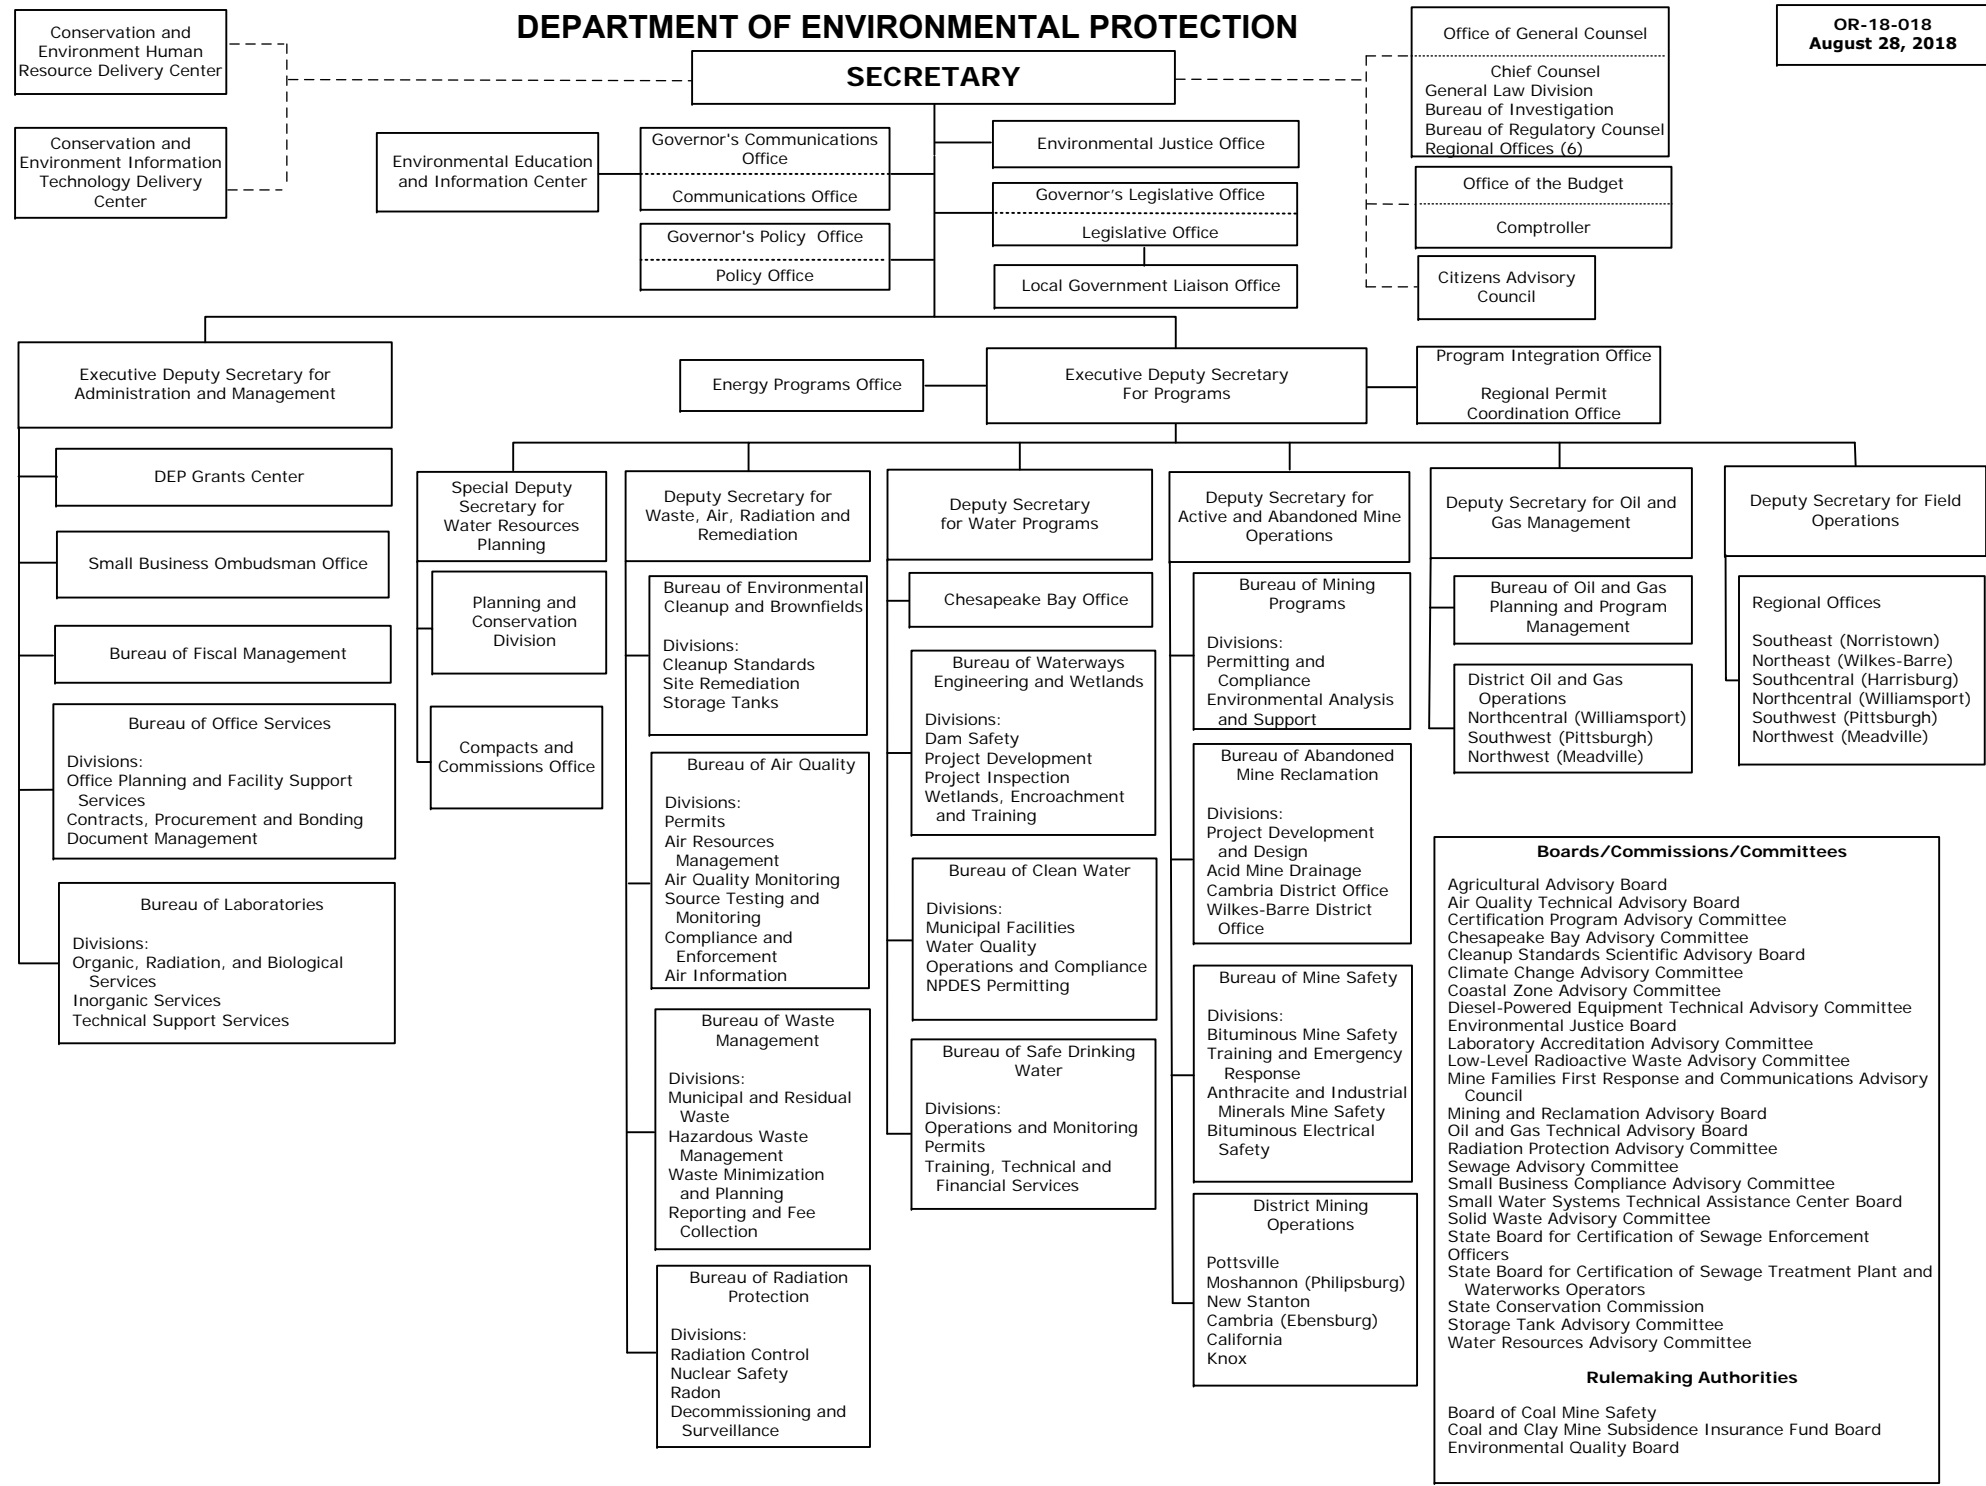 DEPARTMENT OF ENVIRONMENTAL PROTECTION
OR-18-018
August 28, 2018
SECRETARY
Conservation and
Environment Human
Resource Delivery Center
Conservation and
Environment Information
Technology Delivery
Center
Environmental Education
and Information Center
Governor's Communications
Office
Communications Office
Governor's Policy  Office
Policy Office
Environmental Justice Office
Governor's Legislative Office
Legislative Office
Local Government Liaison Office
Office of General Counsel
Chief Counsel
General Law Division
Bureau of Investigation
Bureau of Regulatory Counsel
Regional Offices (6)
Office of the Budget
Comptroller
Citizens Advisory
Council
Executive Deputy Secretary for
Administration and Management
Energy Programs Office
Executive Deputy Secretary
For Programs
Program Integration Office
Regional Permit
Coordination Office
DEP Grants Center
Small Business Ombudsman Office
Bureau of Fiscal Management
Bureau of Office Services
Divisions:
Office Planning and Facility Support
Services
Contracts, Procurement and Bonding
Document Management
Bureau of Laboratories
Divisions:
Organic, Radiation, and Biological
Services
Inorganic Services
Technical Support Services
Special Deputy
Secretary for
Water Resources
Planning
Planning and
Conservation
Division
Compacts and
Commissions Office
Deputy Secretary for
Waste, Air, Radiation and
Remediation
Bureau of Environmental
Cleanup and Brownfields
Divisions:
Cleanup Standards
Site Remediation
Storage Tanks
Bureau of Air Quality
Divisions:
Permits
Air Resources
Management
Air Quality Monitoring
Source Testing and
Monitoring
Compliance and
Enforcement
Air Information
Bureau of Waste
Management
Divisions:
Municipal and Residual
Waste
Hazardous Waste
Management
Waste Minimization
and Planning
Reporting and Fee
Collection
Bureau of Radiation
Protection
Divisions:
Radiation Control
Nuclear Safety
Radon
Decommissioning and
Surveillance
Deputy Secretary
for Water Programs
Chesapeake Bay Office
Bureau of Waterways
Engineering and Wetlands
Divisions:
Dam Safety
Project Development
Project Inspection
Wetlands, Encroachment
and Training
Bureau of Clean Water
Divisions:
Municipal Facilities
Water Quality
Operations and Compliance
NPDES Permitting
Bureau of Safe Drinking
Water
Divisions:
Operations and Monitoring
Permits
Training, Technical and
Financial Services
Deputy Secretary for
Active and Abandoned Mine
Operations
Bureau of Mining
Programs
Divisions:
Permitting and
Compliance
Environmental Analysis
and Support
Bureau of Abandoned
Mine Reclamation
Divisions:
Project Development
and Design
Acid Mine Drainage
Cambria District Office
Wilkes-Barre District
Office
Bureau of Mine Safety
Divisions:
Bituminous Mine Safety
Training and Emergency
Response
Anthracite and Industrial
Minerals Mine Safety
Bituminous Electrical
Safety
District Mining
Operations
Pottsville
Moshannon (Philipsburg)
New Stanton
Cambria (Ebensburg)
California
Knox
Deputy Secretary for Oil and
Gas Management
Bureau of Oil and Gas
Planning and Program
Management
District Oil and Gas
Operations
Northcentral (Williamsport)
Southwest (Pittsburgh)
Northwest (Meadville)
Deputy Secretary for Field
Operations
Regional Offices
Southeast (Norristown)
Northeast (Wilkes-Barre)
Southcentral (Harrisburg)
Northcentral (Williamsport)
Southwest (Pittsburgh)
Northwest (Meadville)
Boards/Commissions/Committees
Agricultural Advisory Board
Air Quality Technical Advisory Board
Certification Program Advisory Committee
Chesapeake Bay Advisory Committee
Cleanup Standards Scientific Advisory Board
Climate Change Advisory Committee
Coastal Zone Advisory Committee
Diesel-Powered Equipment Technical Advisory Committee
Environmental Justice Board
Laboratory Accreditation Advisory Committee
Low-Level Radioactive Waste Advisory Committee
Mine Families First Response and Communications Advisory
Council
Mining and Reclamation Advisory Board
Oil and Gas Technical Advisory Board
Radiation Protection Advisory Committee
Sewage Advisory Committee
Small Business Compliance Advisory Committee
Small Water Systems Technical Assistance Center Board
Solid Waste Advisory Committee
State Board for Certification of Sewage Enforcement
Officers
State Board for Certification of Sewage Treatment Plant and
Waterworks Operators
State Conservation Commission
Storage Tank Advisory Committee
Water Resources Advisory Committee
Rulemaking Authorities
Board of Coal Mine Safety
Coal and Clay Mine Subsidence Insurance Fund Board
Environmental Quality Board